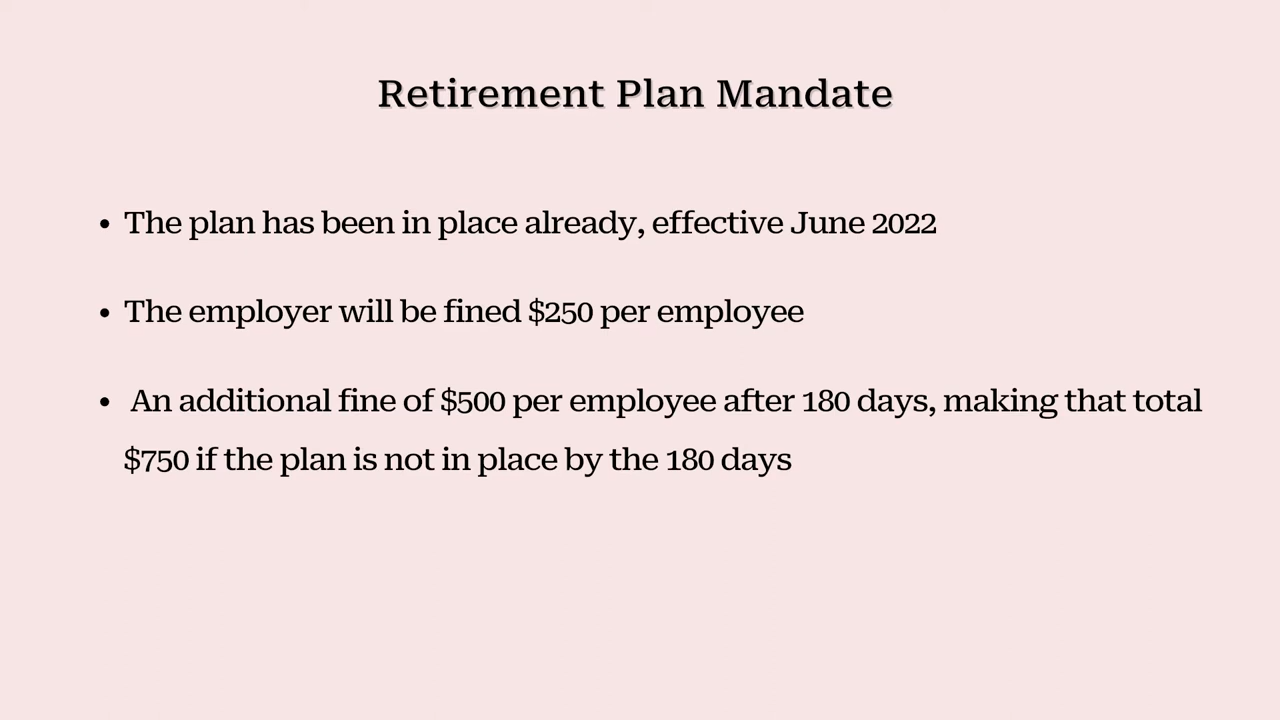 Retirement Plan Mandate
• The plan has been in place already, effective June 2022
• The employer will be fined $250 per employee
• An additional fine of $500 per employee after 180 days, making that total
$750 if the plan is not in place by the 180 days